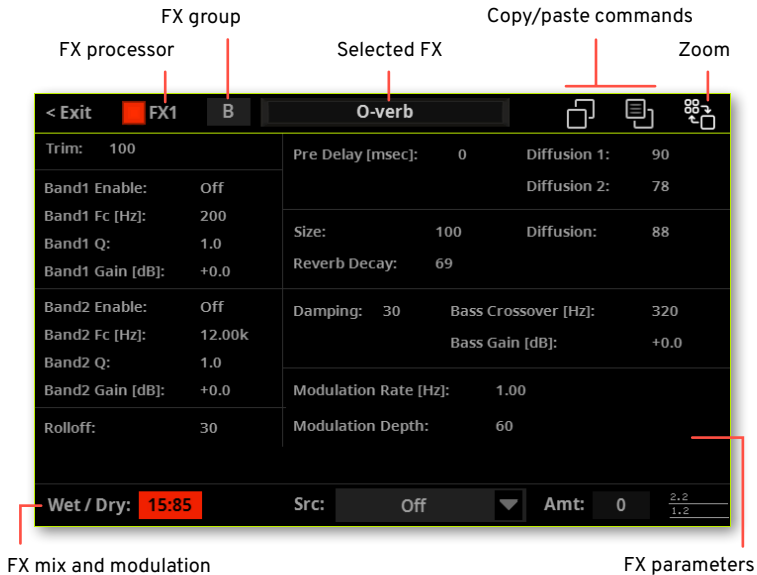 FX group
Copy/paste commands
FX processor
Selected FX
Zoom
< Exit FX1 B O-verb
Trim: 100
Band1 Enable: Off
Band1 Fc [Hz]: 200
Band1 Q: 1.0
Band1 Gain [dB]: +0.0
Band2 Enable: Off
Band2 Fc [Hz]: 12.00k
Band2 Q: 1.0
Band2 Gain [dB]: +0.0
Rolloff: 30
Pre Delay [msec]: 0 Diffusion 1: 90
Diffusion 2: 78
Size: 100 Diffusion: 88
Reverb Decay: 69
Damping: 30 Bass Crossover [Hz]: 320
Bass Gain [dB]: +0.0
Modulation Rate [Hz]: 1.00
Modulation Depth: 60
Wet / Dry: 15:85 Src: Off Amt: 0
2.2
1.2
FX mix and modulation
FX parameters